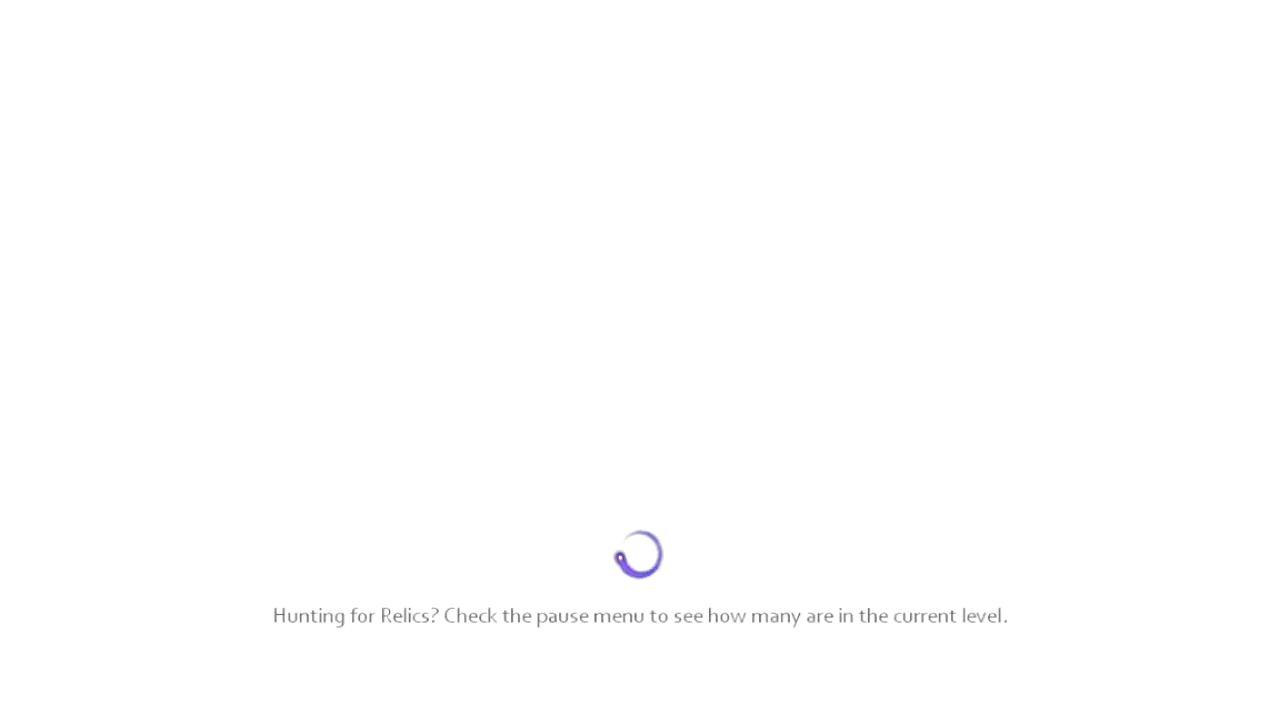 Hunting for Relics? Check the pause menu to see how many are in the current level.